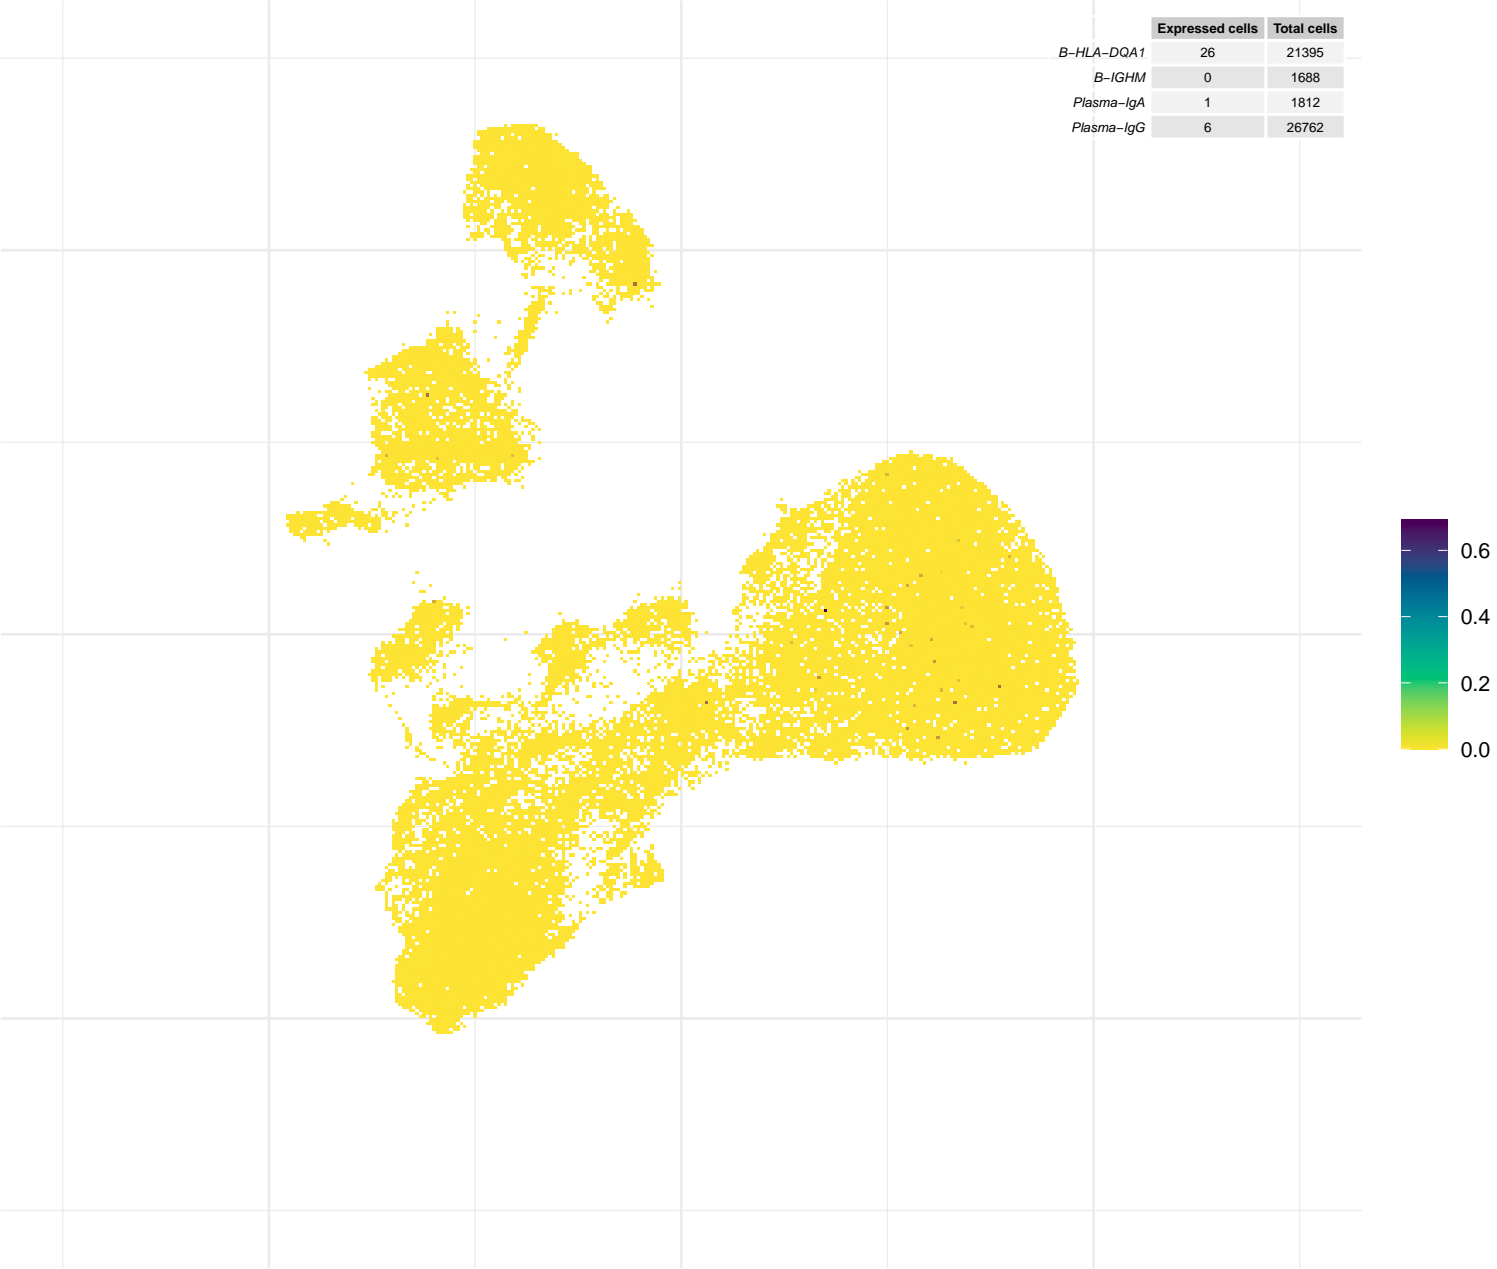 Expressed cells Total cells
B−HLA−DQA1 26 21395
B−IGHM 0 1688
Plasma−IgA 1 1812
Plasma−IgG 6 26762
0.6
0.4
0.2
0.0